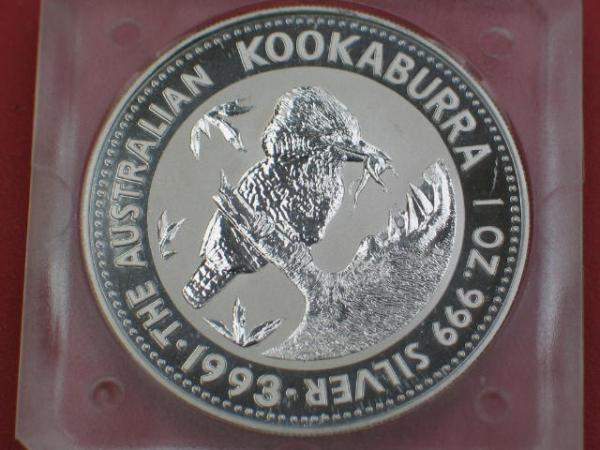 THE AUSTRALIAN KOOKABURRA 1 OZ. 999 SILVER · 1993 ·